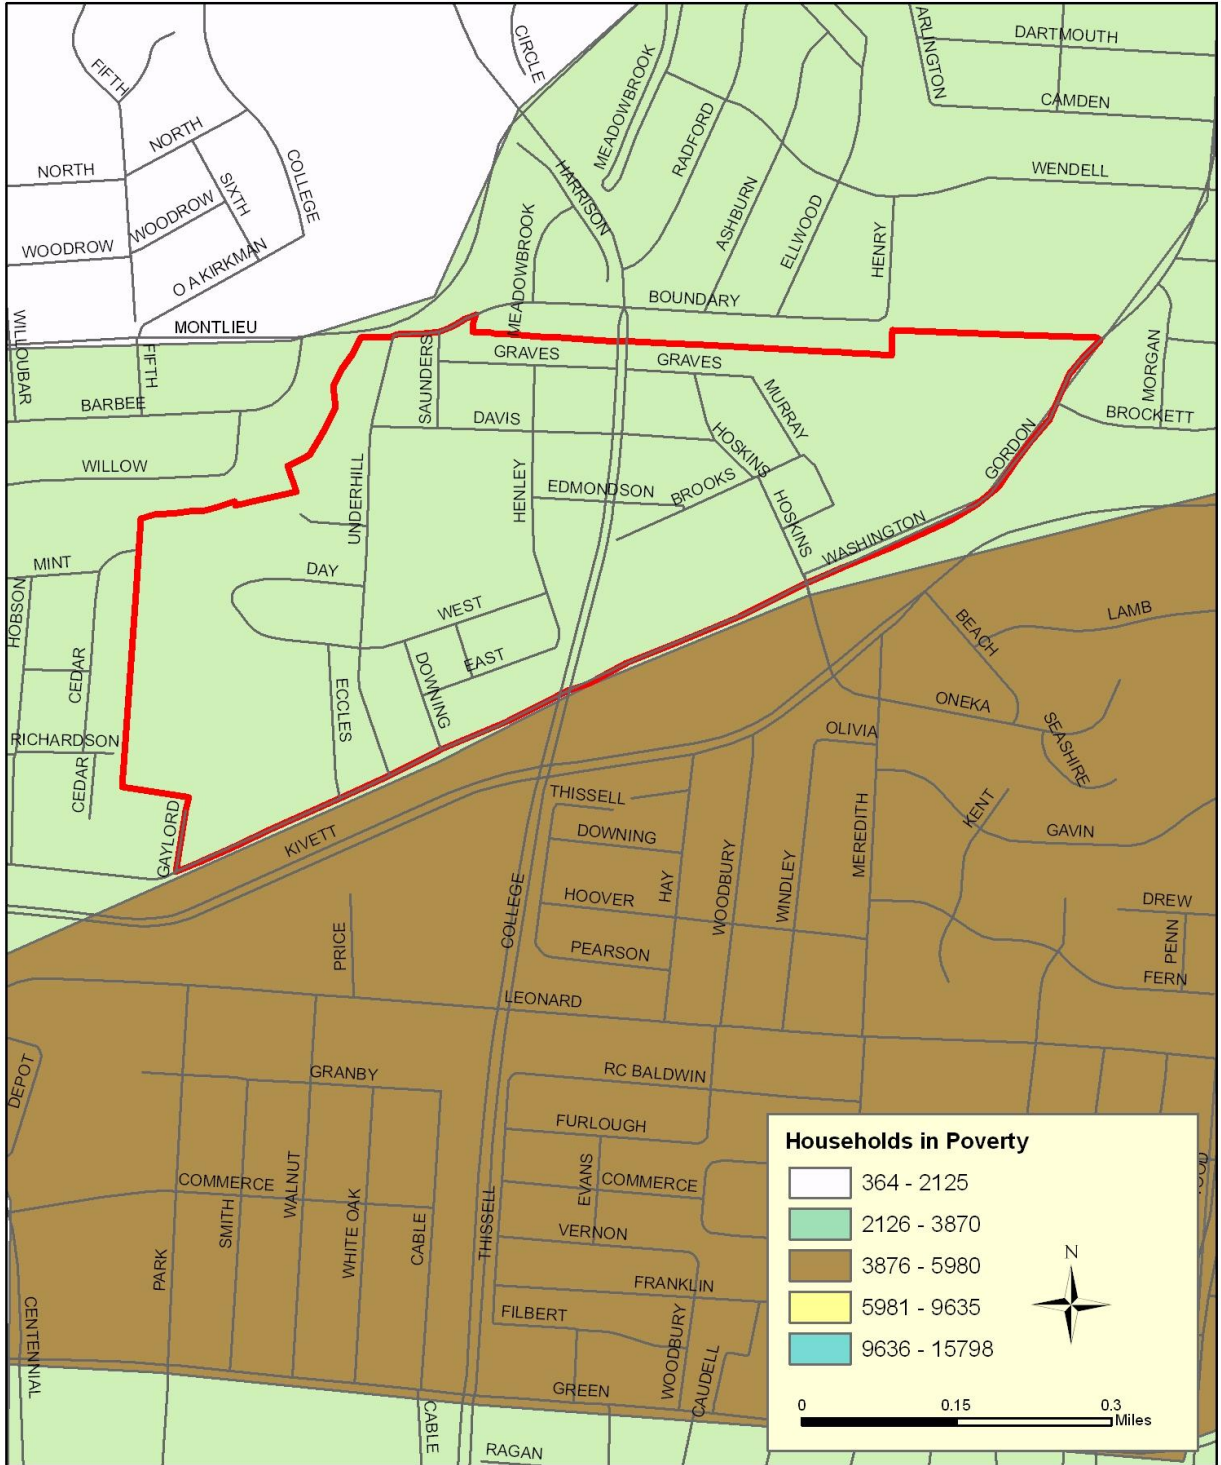 FIFTH
CIRCLE
MEADOWBROOK
ARLINGTON
DARTMOUTH
CAMDEN
NORTH
NORTH
COLLEGE
SIXTH
HARRISON
RADFORD
WENDELL
WOODROW
WOODROW
O A KIRKMAN
MEADOWBROOK
ASHBURN
ELLWOOD
HENRY
BOUNDARY
MONTLIEU
WILLOUBAR
FIFTH
SAUNDERS
GRAVES
GRAVES
MORGAN
BARBEE
DAVIS
MURRAY
BROCKETT
WILLOW
UNDERHILL
HENLEY
EDMONDSON
BROOKS
HOSKINS
HOSKINS
GORDON
WASHINGTON
MINT
HOBSON
DAY
WEST
EAST
BEACH
LAMB
CEDAR
ECCLES
DOWNING
ONEKA
RICHARDSON
CEDAR
OLIVIA
SEASHIRE
GAYLORD
KIVETT
THISSELL
DOWNING
MEREDITH
KENT
GAVIN
COLLEGE
HOOVER
HAY
WOODBURY
WINDLEY
DREW
PENN
PRICE
PEARSON
FERN
LEONARD
DEPOT
GRANBY
RC BALDWIN
FURLOUGH
COMMERCE
WALNUT
SMITH
WHITE OAK
CABLE
THISSELL
EVANS
COMMERCE
VERNON
PARK
FRANKLIN
FILBERT
WOODBURY
CAUDELL
CENTENNIAL
GREEN
CABLE
RAGAN
Households in Poverty
364 - 2125
2126 - 3870
3876 - 5980
5981 - 9635
9636 - 15798
N
0 0.15 0.3
Miles